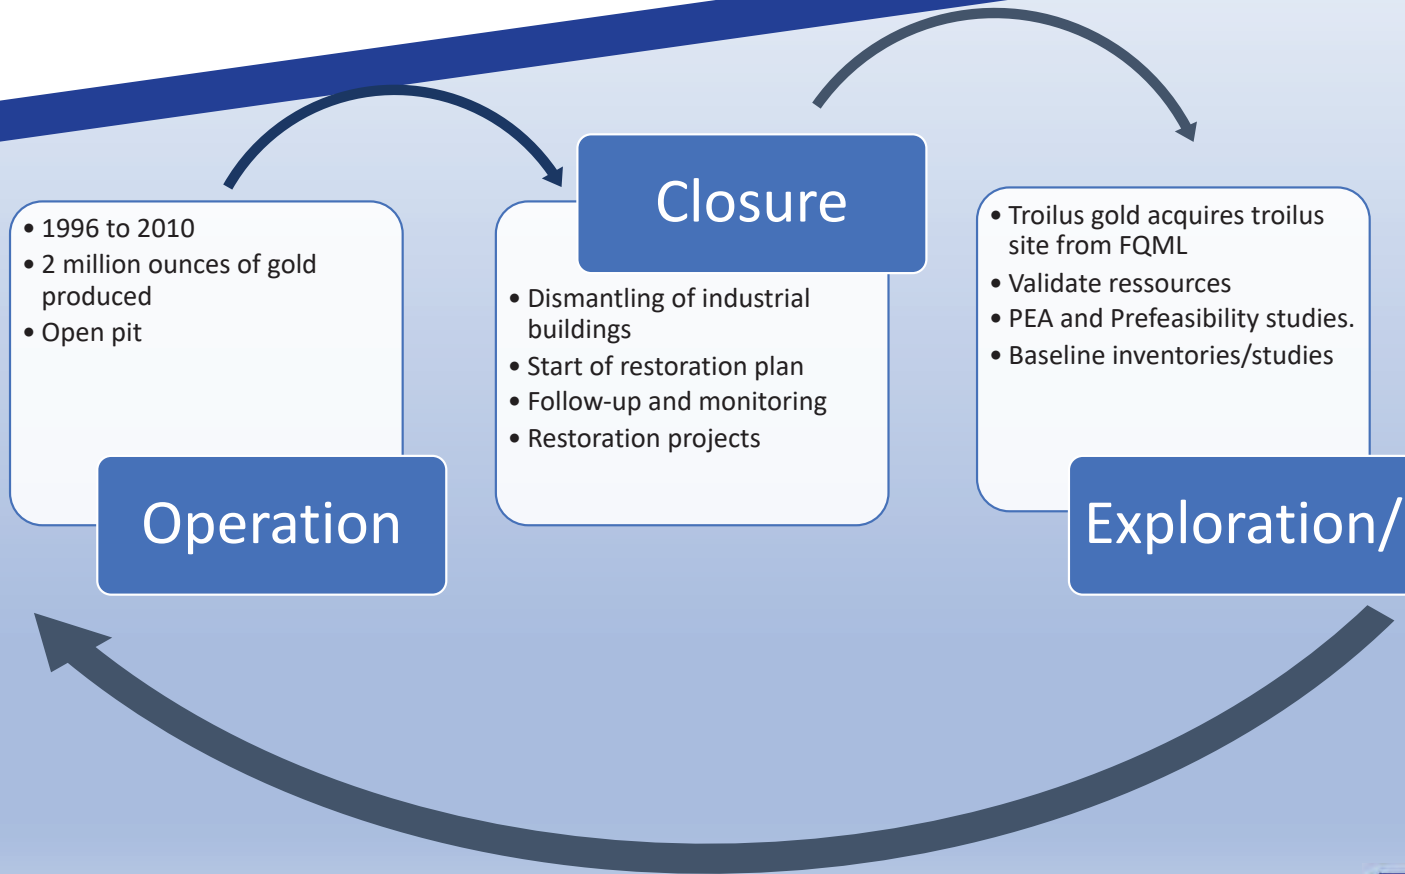 • 1996 to 2010
• 2 million ounces of gold
produced
• Open pit
Operation
Closure
• Dismantling of industrial
buildings
• Start of restoration plan
• Follow-up and monitoring
• Restoration projects
• Troilus gold acquires troilus
site from FQML
• Validate ressources
• PEA and Prefeasibility studies.
• Baseline inventories/studies
Exploration/